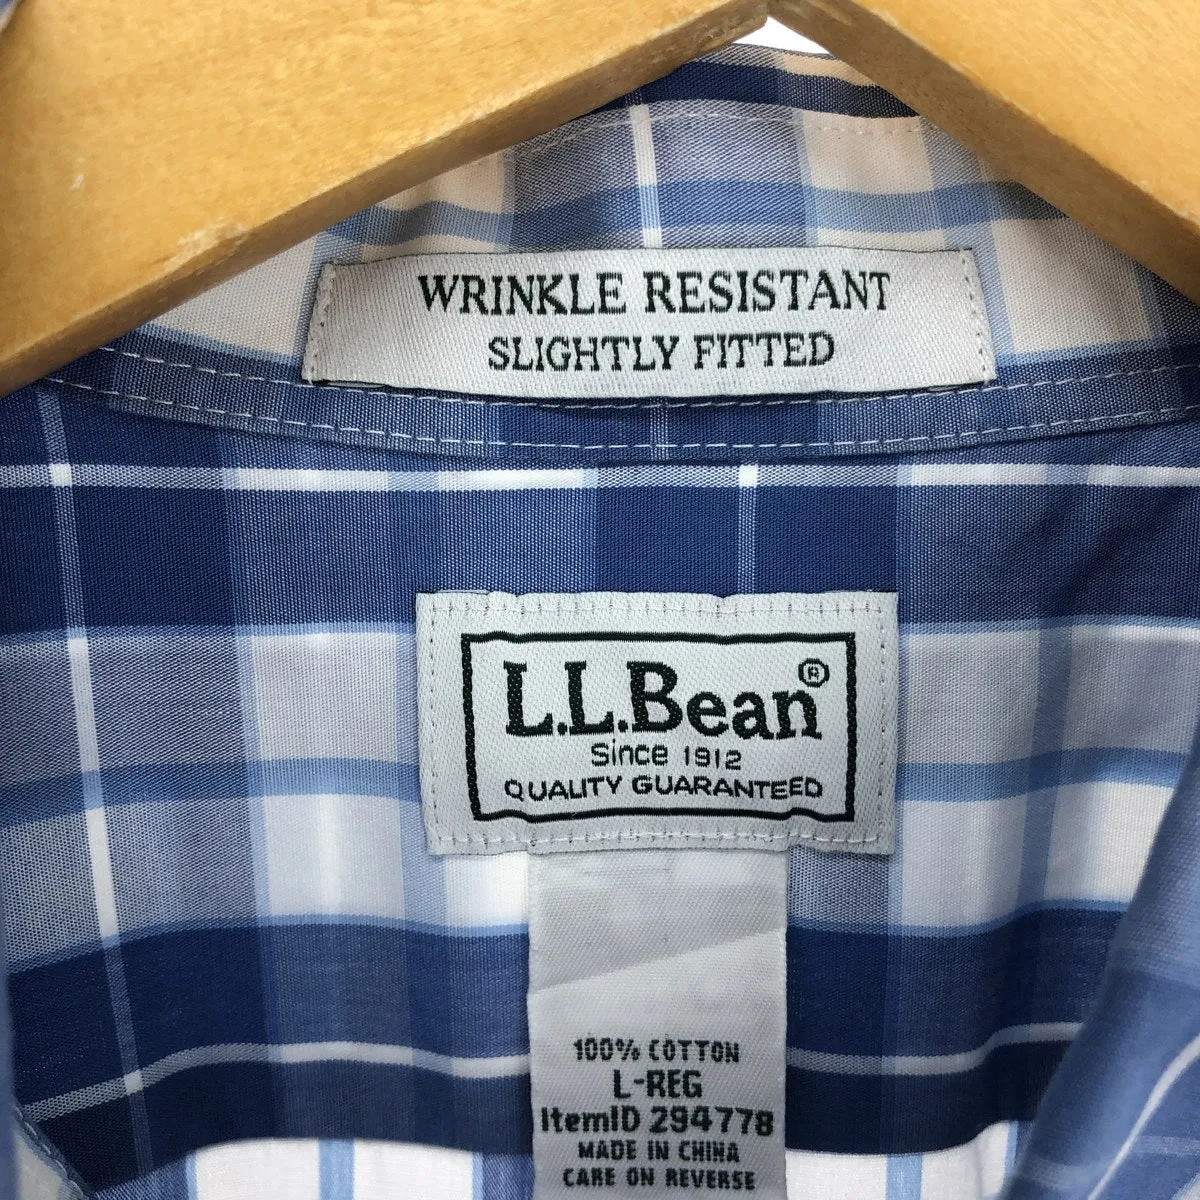 WRINKLE RESISTANT
SLIGHTLY FITTED
L.L.Bean®
Since 1912
QUALITY GUARANTEED
100% COTTON
L-REG
ItemID 294778
MADE IN CHINA
CARE ON REVERSE